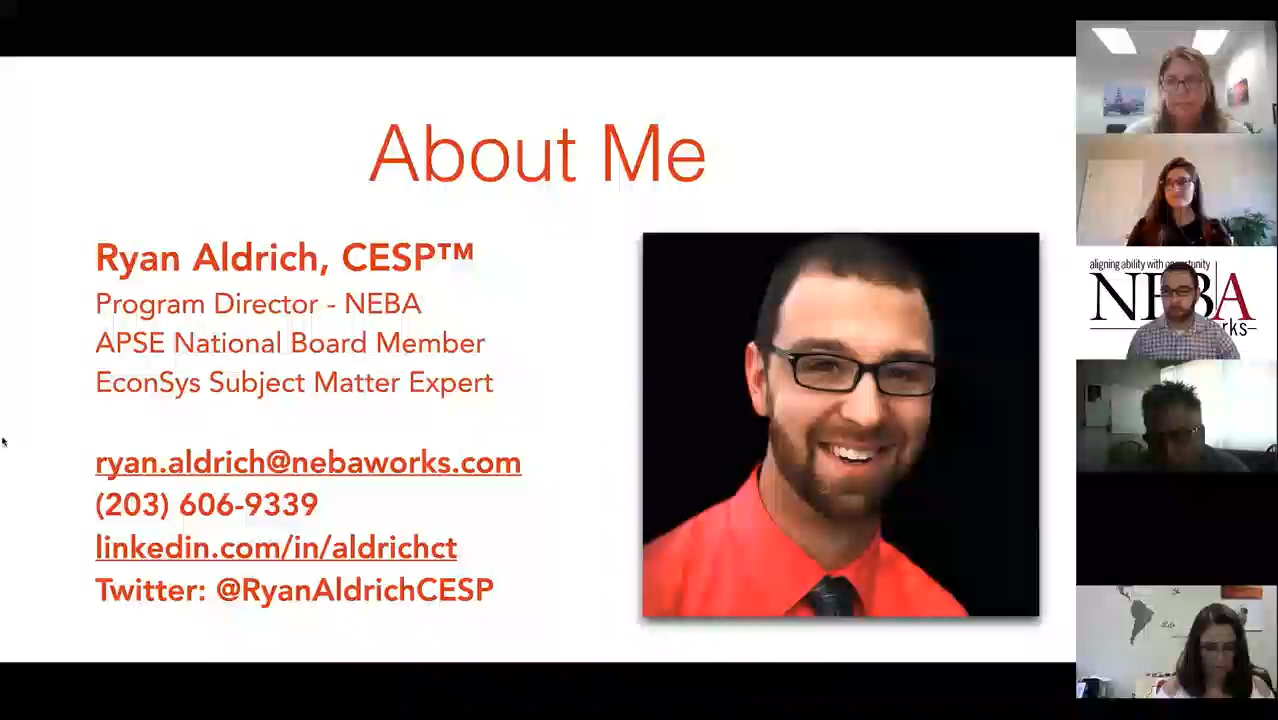 About Me
Ryan Aldrich, CESP™
Program Director - NEBA
APSE National Board Member
EconSys Subject Matter Expert
ryan.aldrich@nebaworks.com
(203) 606-9339
linkedin.com/in/aldrichct
Twitter: @RyanAldrichCESP
aligning ability with opportunity
NEBA